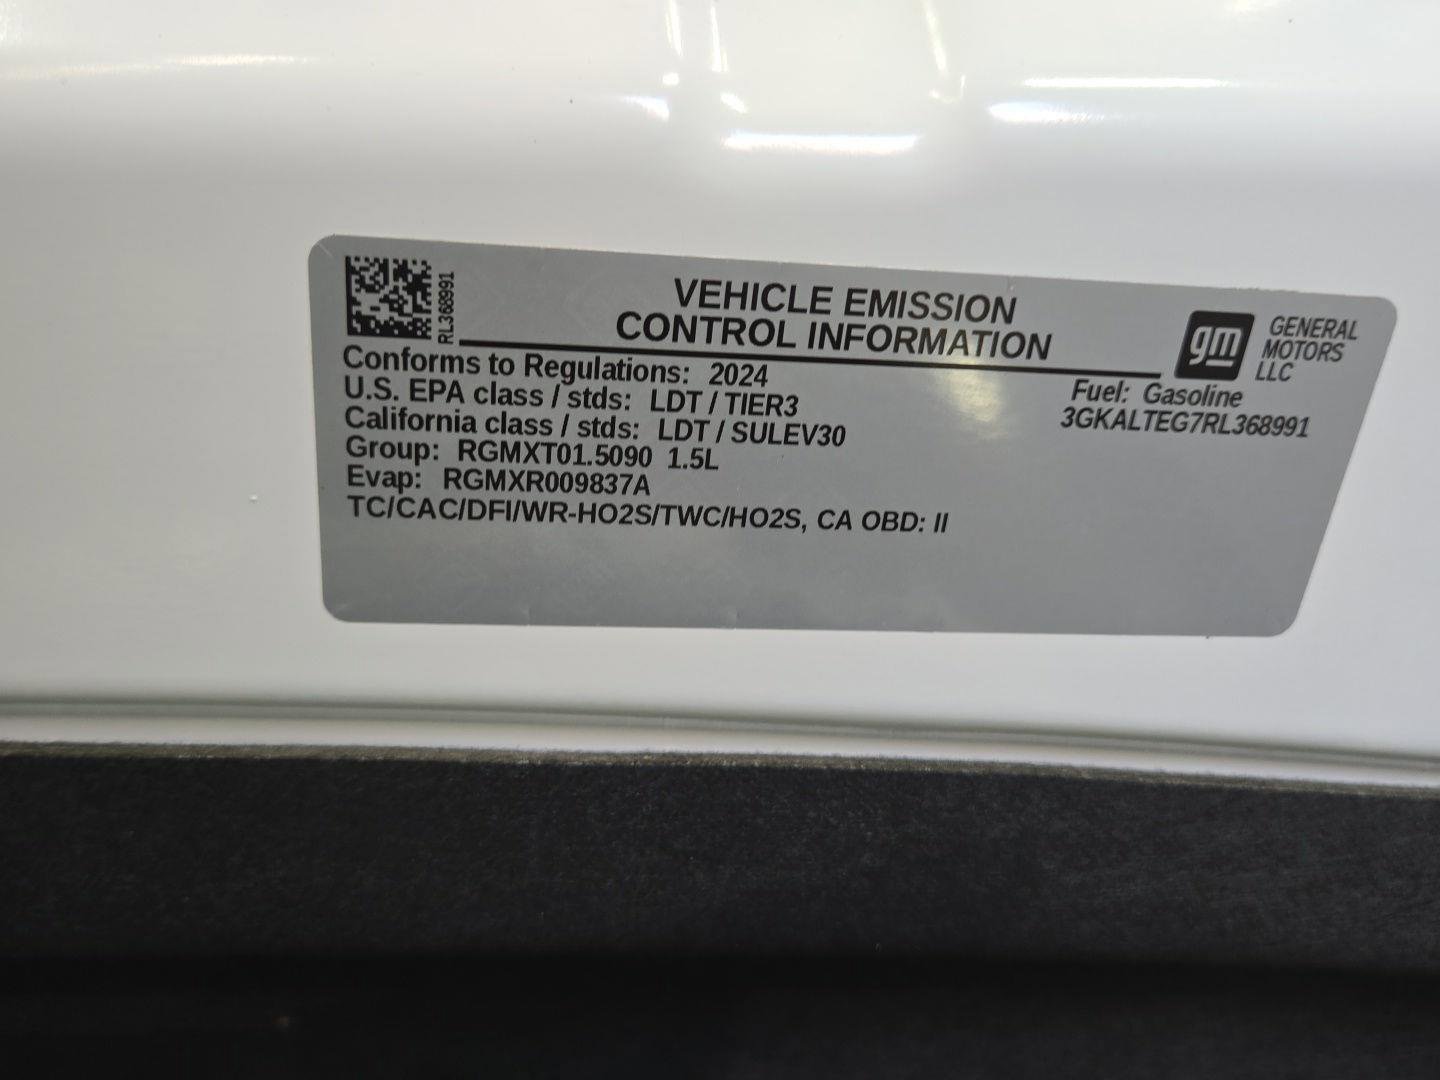 RL368991
VEHICLE EMISSION
CONTROL INFORMATION
gm
GENERAL
MOTORS
LLC
Conforms to Regulations: 2024
U.S. EPA class / stds: LDT / TIER3
California class / stds: LDT / SULEV30
Group: RGMXT01.5090 1.5L
Evap: RGMXR009837A
TC/CAC/DFI/WR-HO2S/TWC/HO2S, CA OBD: II
Fuel: Gasoline
3GKALTEG7RL368991